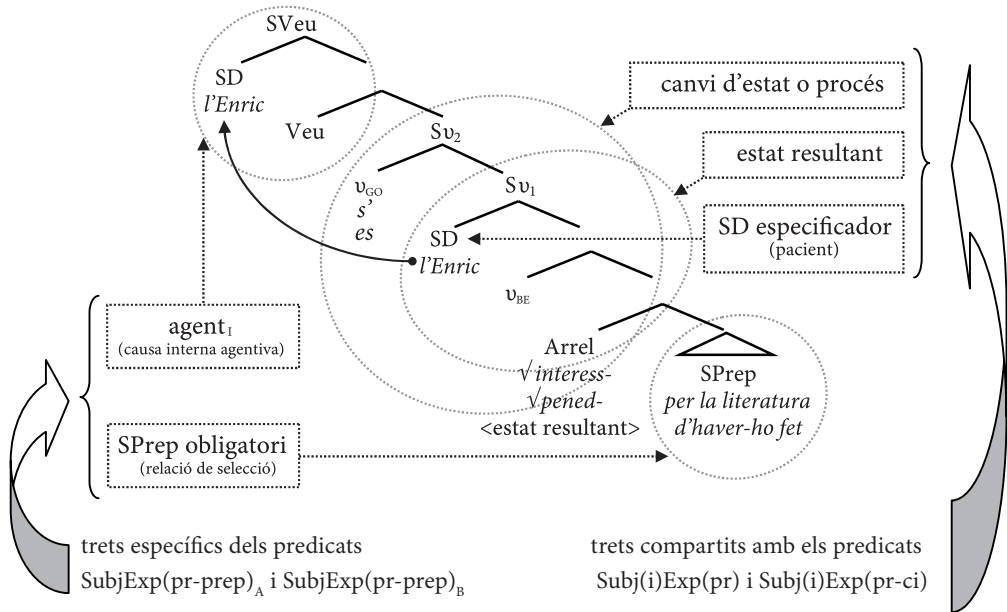 SVeu
SD
l'Enric
Veu
Sυ₂
υGO
s'
es
Sυ₁
SD
l'Enric
υBE
Arrel
√interess-
√pened-
<estat resultant>
SPrep
per la literatura
d'haver-ho fet
canvi d'estat o procés
estat resultant
SD especificador
(pacient)
agentI
(causa interna agentiva)
SPrep obligatori
(relació de selecció)
trets específics dels predicats
SubjExp(pr-prep)A i SubjExp(pr-prep)B
trets compartits amb els predicats
Subj(i)Exp(pr) i Subj(i)Exp(pr-ci)